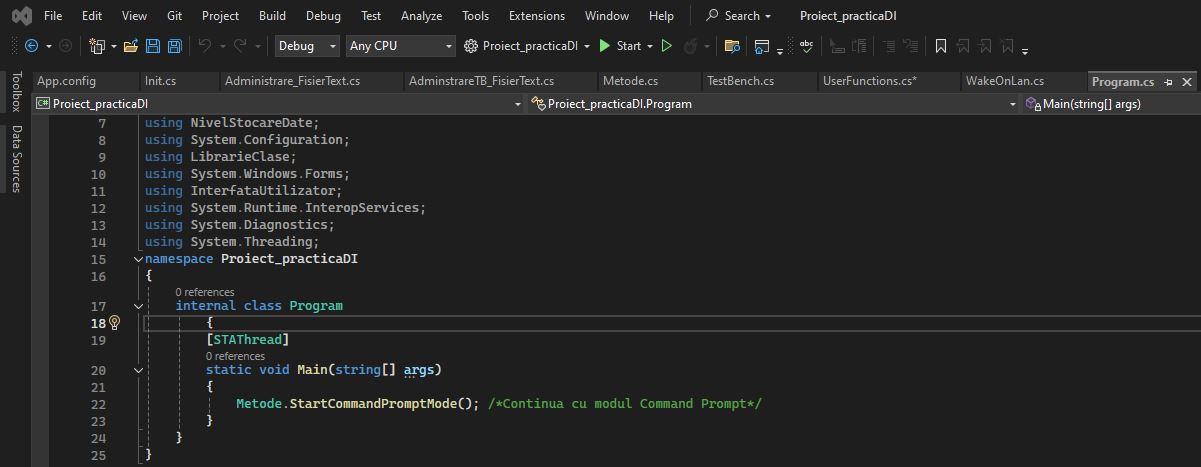 File Edit View Git Project Build Debug Test Analyze Tools Extensions Window Help Search Proiect_practicaDI
Debug Any CPU Proiect_practicaDI Start
App.config Init.cs Administrare_FisierText.cs AdminstrareTB_FisierText.cs Metode.cs TestBench.cs UserFunctions.cs* WakeOnLan.cs Program.cs
Toolbox
Data Sources
C# Proiect_practicaDI Proiect_practicaDI.Program Main(string[] args)
7 using NivelStocareDate;
8 using System.Configuration;
9 using LibrarieClase;
10 using System.Windows.Forms;
11 using InterfataUtilizator;
12 using System.Runtime.InteropServices;
13 using System.Diagnostics;
14 using System.Threading;
15 namespace Proiect_practicaDI
16 {
0 references
17 internal class Program
18 {
19 [STAThread]
0 references
20 static void Main(string[] args)
21 {
22 Metode.StartCommandPromptMode(); /*Continua cu modul Command Prompt*/
23 }
24 }
25 }